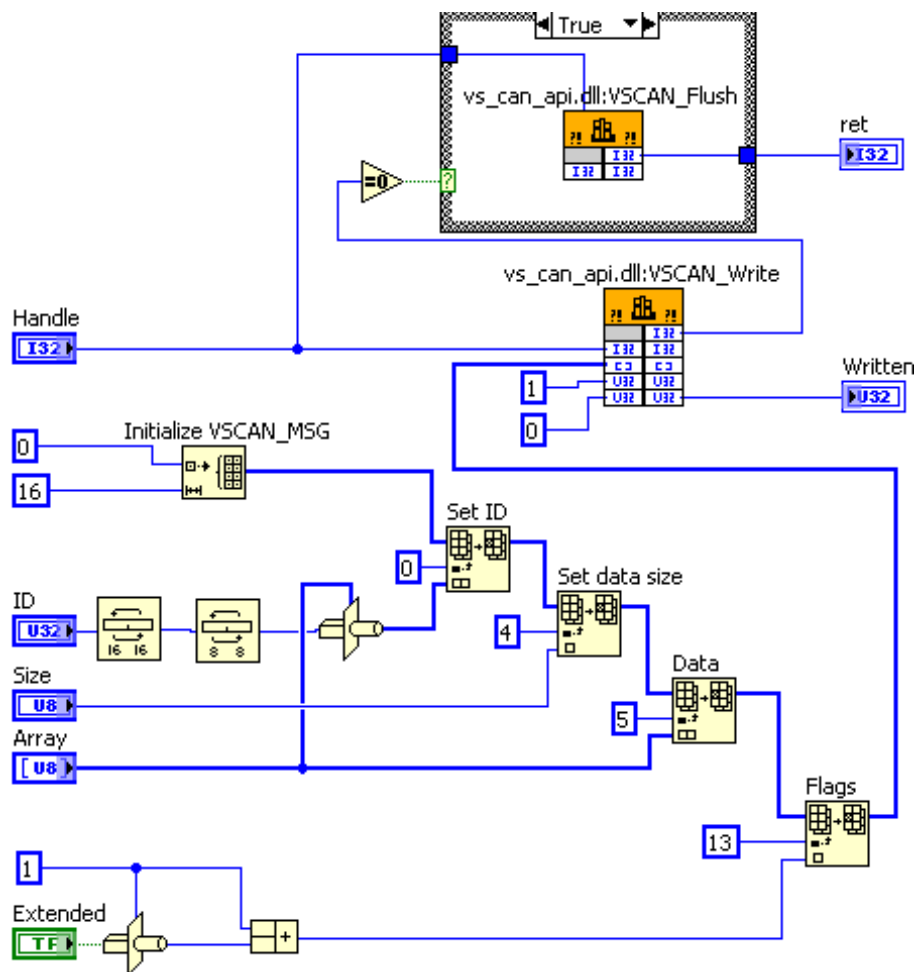 True
vs_can_api.dll:VSCAN_Flush
?! ?!
I32
I32 I32
ret
I32
=0
?
vs_can_api.dll:VSCAN_Write
?! ?!
I32
I32 I32
U32 U32
U32 U32
Handle
I32
1
0
Written
U32
Initialize VSCAN_MSG
0
16
Set ID
0
ID
U32
16 16
8 8
Set data size
4
Size
U8
Data
5
Array
[U8]
Flags
13
1
Extended
TF
+